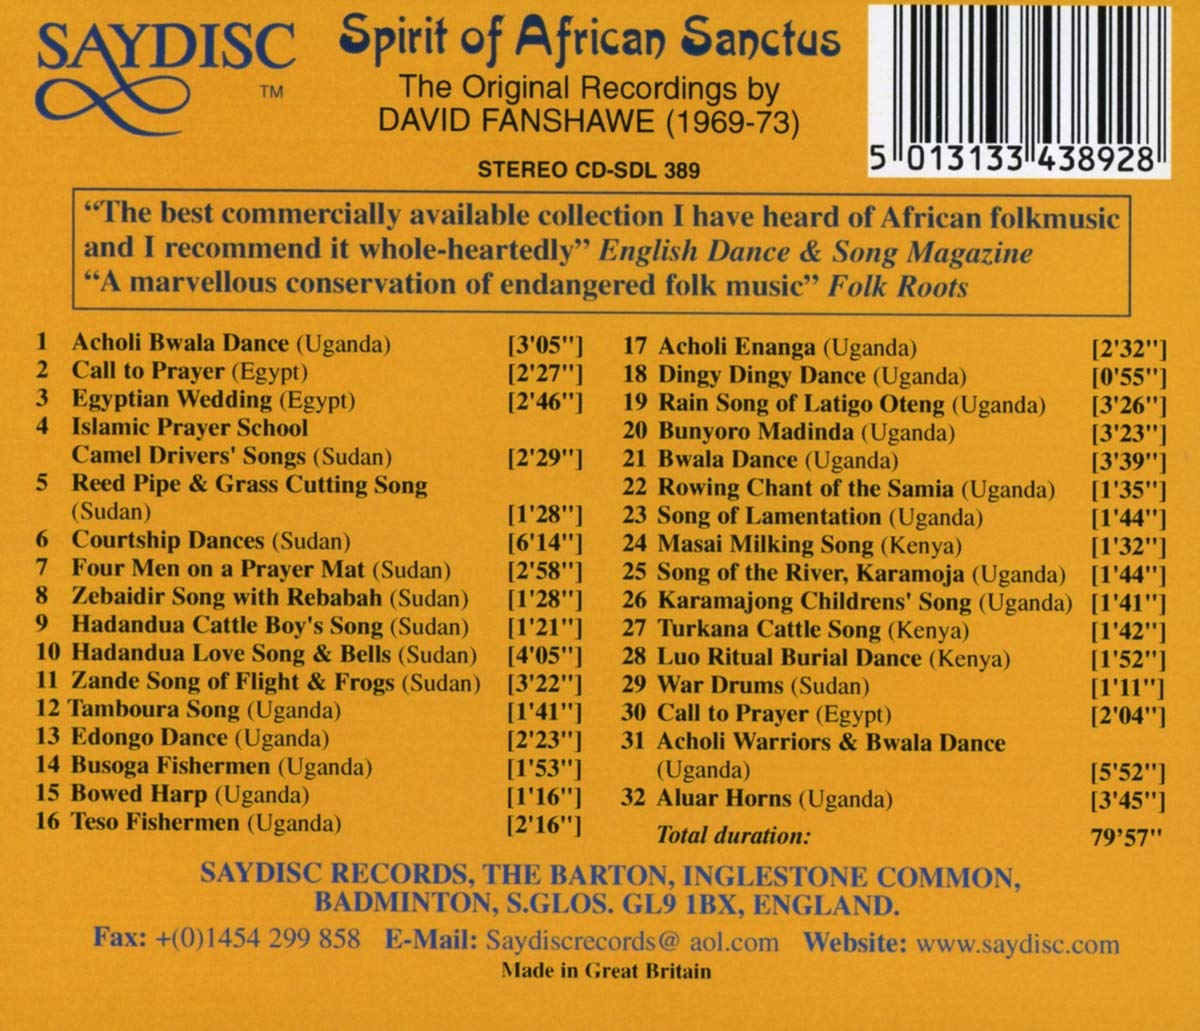 SAYDISC
TM
Spirit of African Sanctus
The Original Recordings by
DAVID FANSHAWE (1969-73)
STEREO CD-SDL 389
5 013133 438928
“The best commercially available collection I have heard of African folkmusic
and I recommend it whole-heartedly” English Dance & Song Magazine
“A marvellous conservation of endangered folk music” Folk Roots
1 Acholi Bwala Dance (Uganda) [3'05"]
2 Call to Prayer (Egypt) [2'27"]
3 Egyptian Wedding (Egypt) [2'46"]
4 Islamic Prayer School
Camel Drivers' Songs (Sudan) [2'29"]
5 Reed Pipe & Grass Cutting Song
(Sudan) [1'28"]
6 Courtship Dances (Sudan) [6'14"]
7 Four Men on a Prayer Mat (Sudan) [2'58"]
8 Zebaidir Song with Rebabah (Sudan) [1'28"]
9 Hadandua Cattle Boy's Song (Sudan) [1'21"]
10 Hadandua Love Song & Bells (Sudan) [4'05"]
11 Zande Song of Flight & Frogs (Sudan) [3'22"]
12 Tamboura Song (Uganda) [1'41"]
13 Edongo Dance (Uganda) [2'23"]
14 Busoga Fishermen (Uganda) [1'53"]
15 Bowed Harp (Uganda) [1'16"]
16 Teso Fishermen (Uganda) [2'16"]
17 Acholi Enanga (Uganda) [2'32"]
18 Dingy Dingy Dance (Uganda) [0'55"]
19 Rain Song of Latigo Oteng (Uganda) [3'26"]
20 Bunyoro Madinda (Uganda) [3'23"]
21 Bwala Dance (Uganda) [3'39"]
22 Rowing Chant of the Samia (Uganda) [1'35"]
23 Song of Lamentation (Uganda) [1'44"]
24 Masai Milking Song (Kenya) [1'32"]
25 Song of the River, Karamoja (Uganda) [1'44"]
26 Karamajong Childrens' Song (Uganda) [1'41"]
27 Turkana Cattle Song (Kenya) [1'42"]
28 Luo Ritual Burial Dance (Kenya) [1'52"]
29 War Drums (Sudan) [1'11"]
30 Call to Prayer (Egypt) [2'04"]
31 Acholi Warriors & Bwala Dance
(Uganda) [5'52"]
32 Aluar Horns (Uganda) [3'45"]
Total duration: 79’57"
SAYDISC RECORDS, THE BARTON, INGLESTONE COMMON,
BADMINTON, S.GLOS. GL9 1BX, ENGLAND.
Fax: +(0)1454 299 858 E-Mail: Saydiscrecords@ aol.com Website: www.saydisc.com
Made in Great Britain